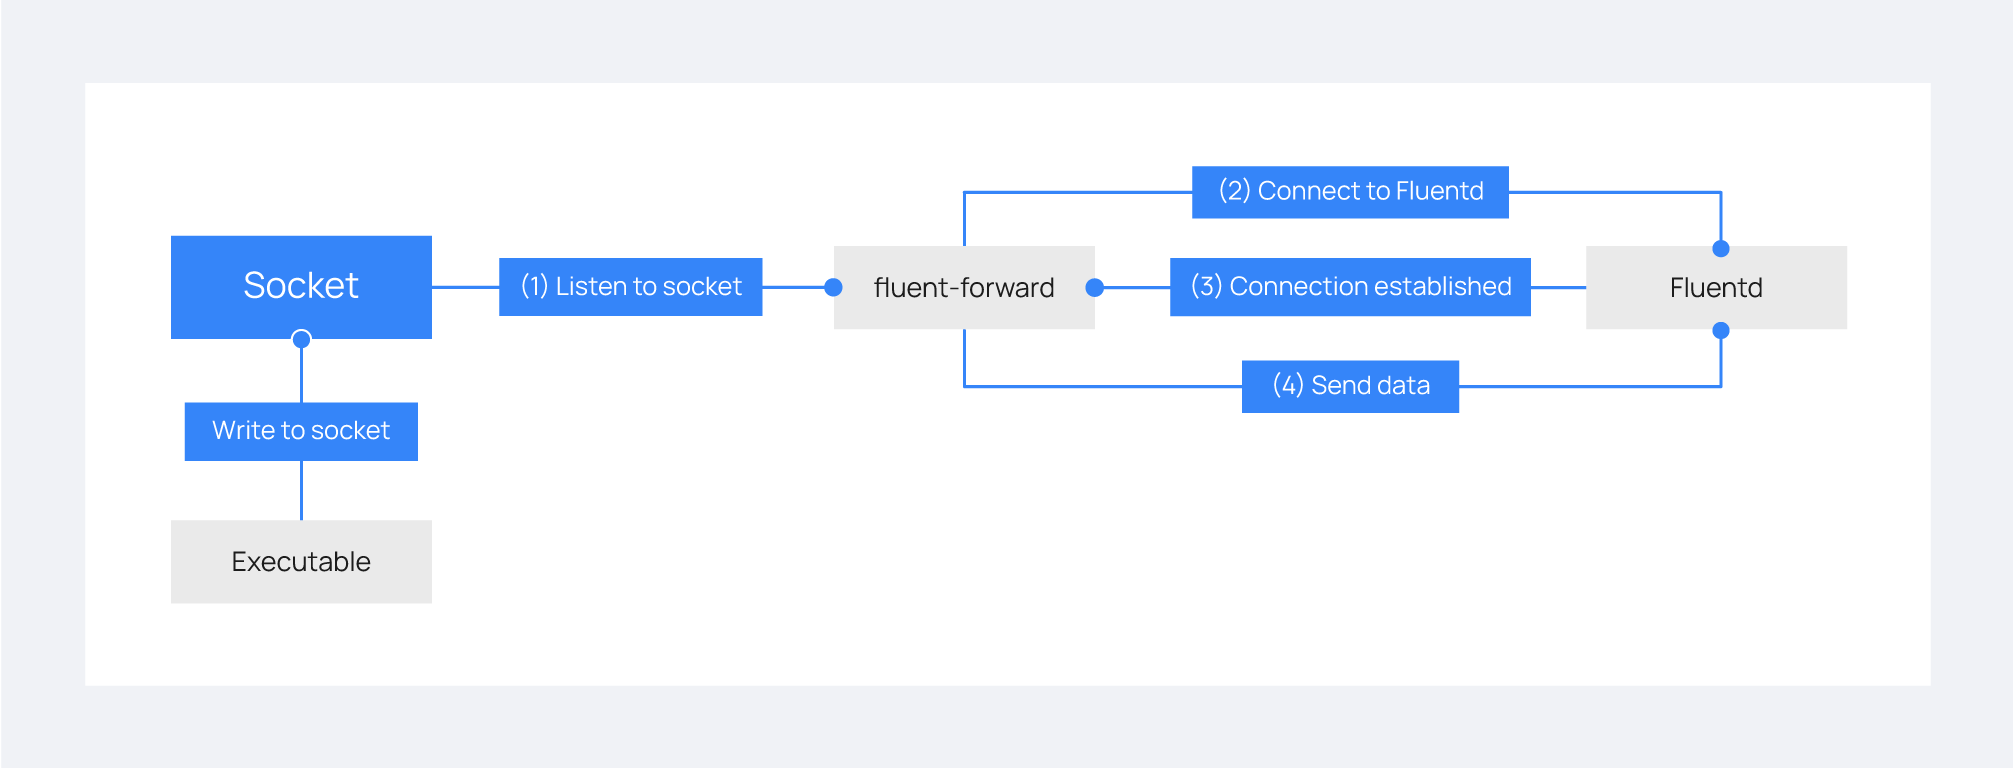 (2) Connect to Fluentd
Socket
(1) Listen to socket
fluent-forward
(3) Connection established
Fluentd
(4) Send data
Write to socket
Executable